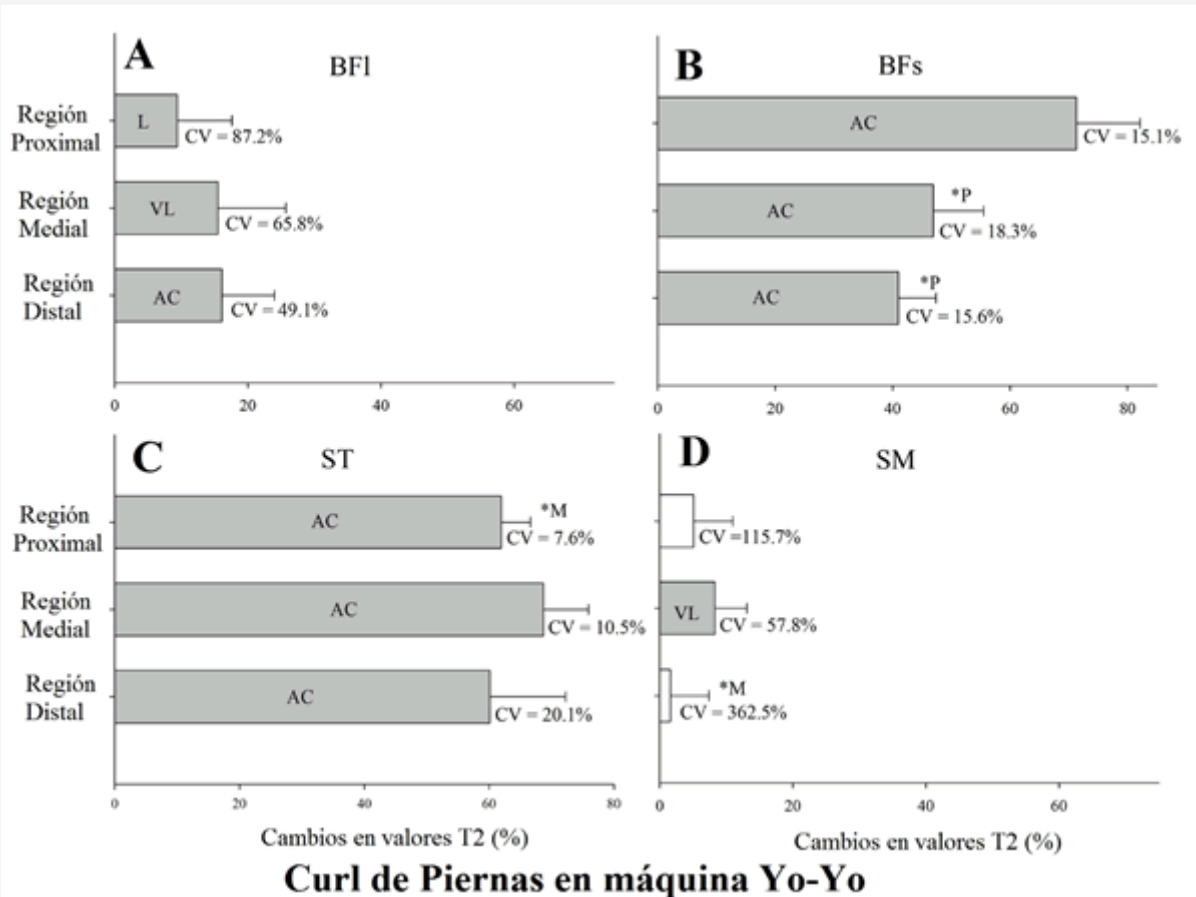 A
BFl
Región
Proximal
L
CV = 87.2%
Región
Medial
VL
CV = 65.8%
Región
Distal
AC
CV = 49.1%
0 20 40 60
B
BFs
AC
CV = 15.1%
AC
*P
CV = 18.3%
AC
*P
CV = 15.6%
0 20 40 60 80
C
ST
Región
Proximal
AC
*M
CV = 7.6%
Región
Medial
AC
CV = 10.5%
Región
Distal
AC
CV = 20.1%
0 20 40 60 80
Cambios en valores T2 (%)
D
SM
CV =115.7%
VL
CV = 57.8%
*M
CV = 362.5%
0 20 40 60
Cambios en valores T2 (%)
Curl de Piernas en máquina Yo-Yo